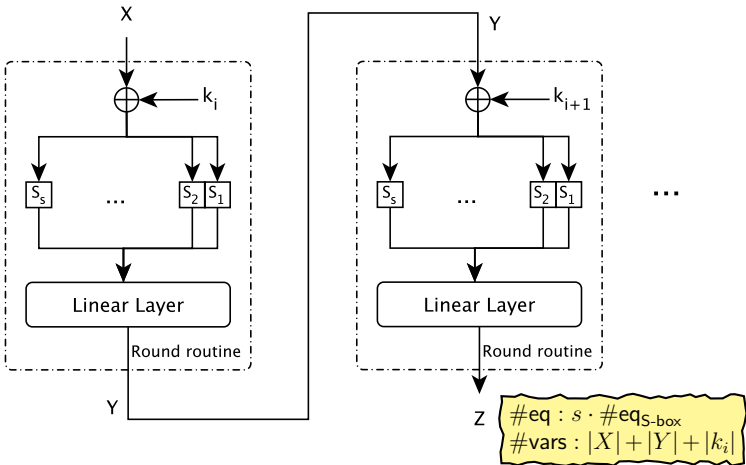 X
k_i
S_s ... S_2 S_1
Linear Layer
Round routine
Y
Y
k_{i+1}
S_s ... S_2 S_1
Linear Layer
Round routine
Z
...
#eq : s · #eq_{S-box}
#vars : |X| + |Y| + |k_i|